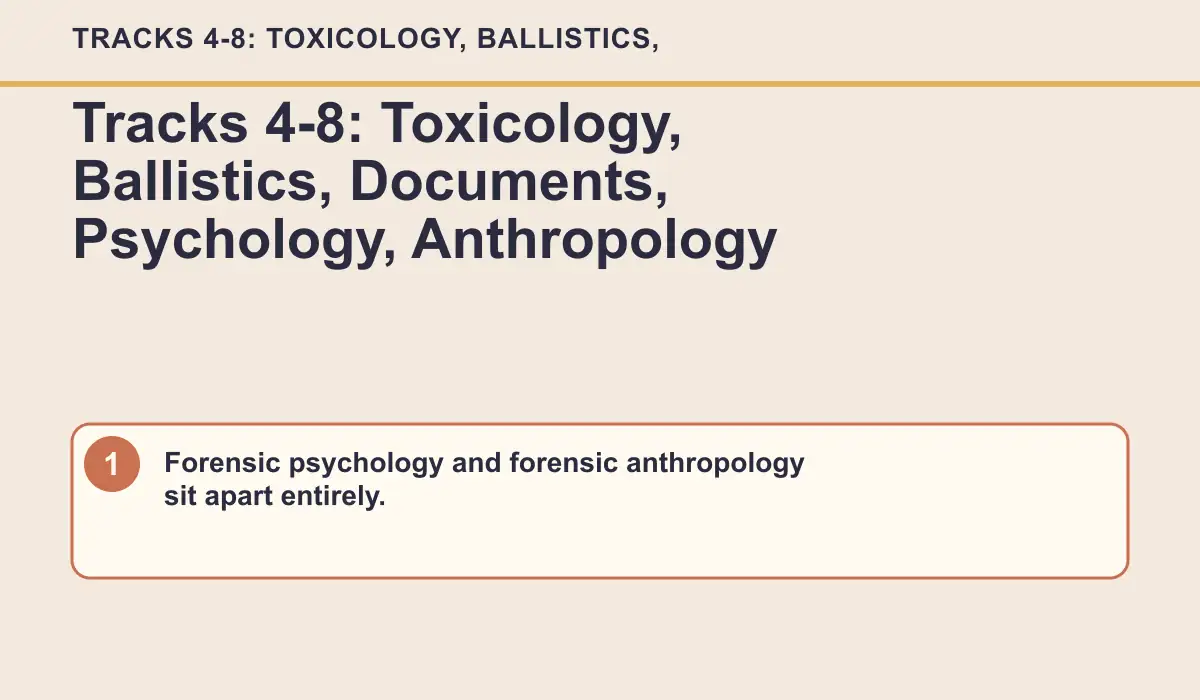 TRACKS 4-8: TOXICOLOGY, BALLISTICS,
Tracks 4-8: Toxicology,
Ballistics, Documents,
Psychology, Anthropology
1
Forensic psychology and forensic anthropology
sit apart entirely.